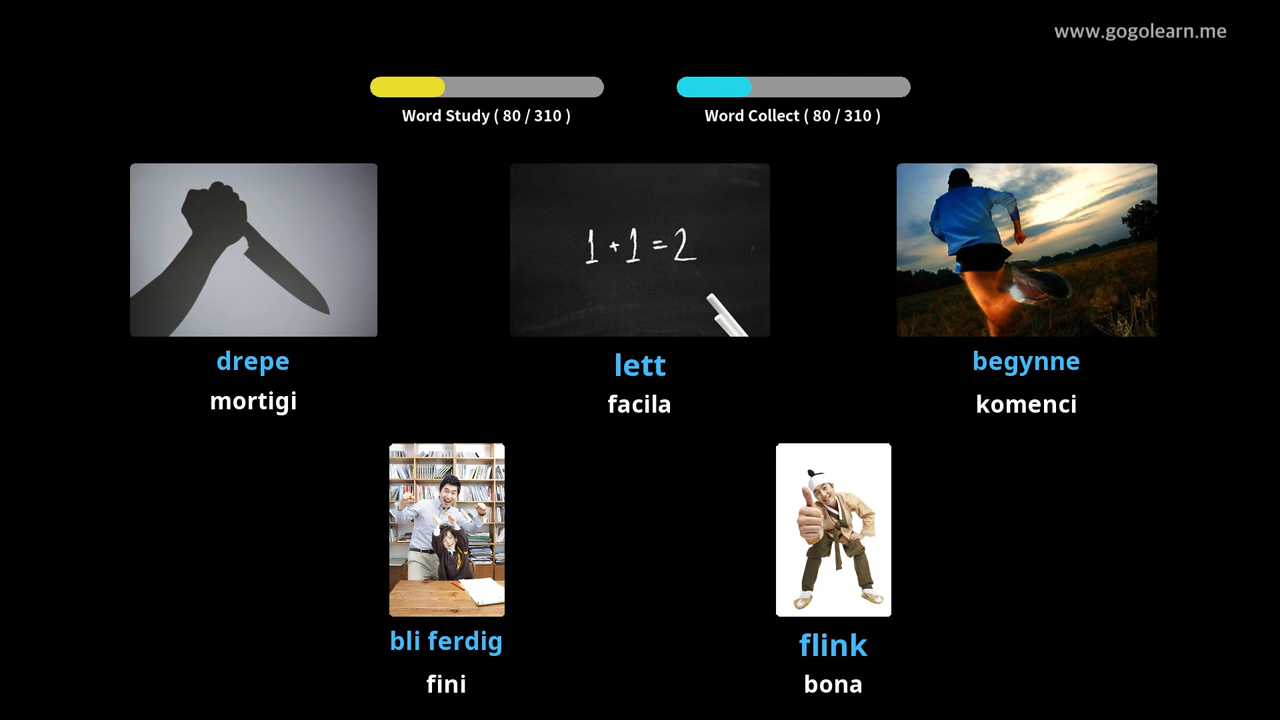 www.gogolearn.me
Word Study ( 80 / 310 )
Word Collect ( 80 / 310 )
1 + 1 = 2
drepe
mortigi
lett
facila
begynne
komenci
bli ferdig
fini
flink
bona